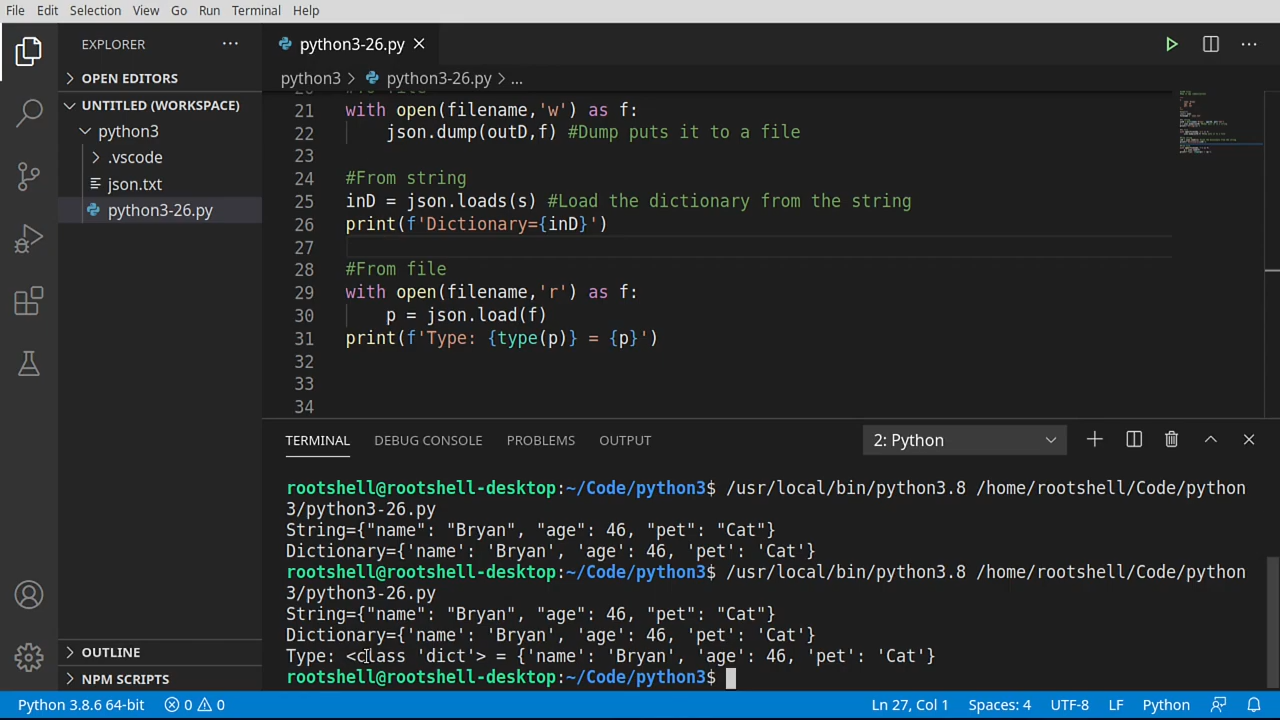 File Edit Selection View Go Run Terminal Help
EXPLORER
OPEN EDITORS
UNTITLED (WORKSPACE)
python3
.vscode
json.txt
python3-26.py
OUTLINE
NPM SCRIPTS
python3-26.py
python3 > python3-26.py > ...
21 with open(filename,'w') as f:
22 json.dump(outD,f) #Dump puts it to a file
23
24 #From string
25 inD = json.loads(s) #Load the dictionary from the string
26 print(f'Dictionary={inD}')
27
28 #From file
29 with open(filename,'r') as f:
30 p = json.load(f)
31 print(f'Type: {type(p)} = {p}')
32
33
34
TERMINAL DEBUG CONSOLE PROBLEMS OUTPUT 2: Python
rootshell@rootshell-desktop:~/Code/python3$ /usr/local/bin/python3.8 /home/rootshell/Code/python
3/python3-26.py
String={"name": "Bryan", "age": 46, "pet": "Cat"}
Dictionary={'name': 'Bryan', 'age': 46, 'pet': 'Cat'}
rootshell@rootshell-desktop:~/Code/python3$ /usr/local/bin/python3.8 /home/rootshell/Code/python
3/python3-26.py
String={"name": "Bryan", "age": 46, "pet": "Cat"}
Dictionary={'name': 'Bryan', 'age': 46, 'pet': 'Cat'}
Type: <class 'dict'> = {'name': 'Bryan', 'age': 46, 'pet': 'Cat'}
rootshell@rootshell-desktop:~/Code/python3$
Python 3.8.6 64-bit 0 0 Ln 27, Col 1 Spaces: 4 UTF-8 LF Python